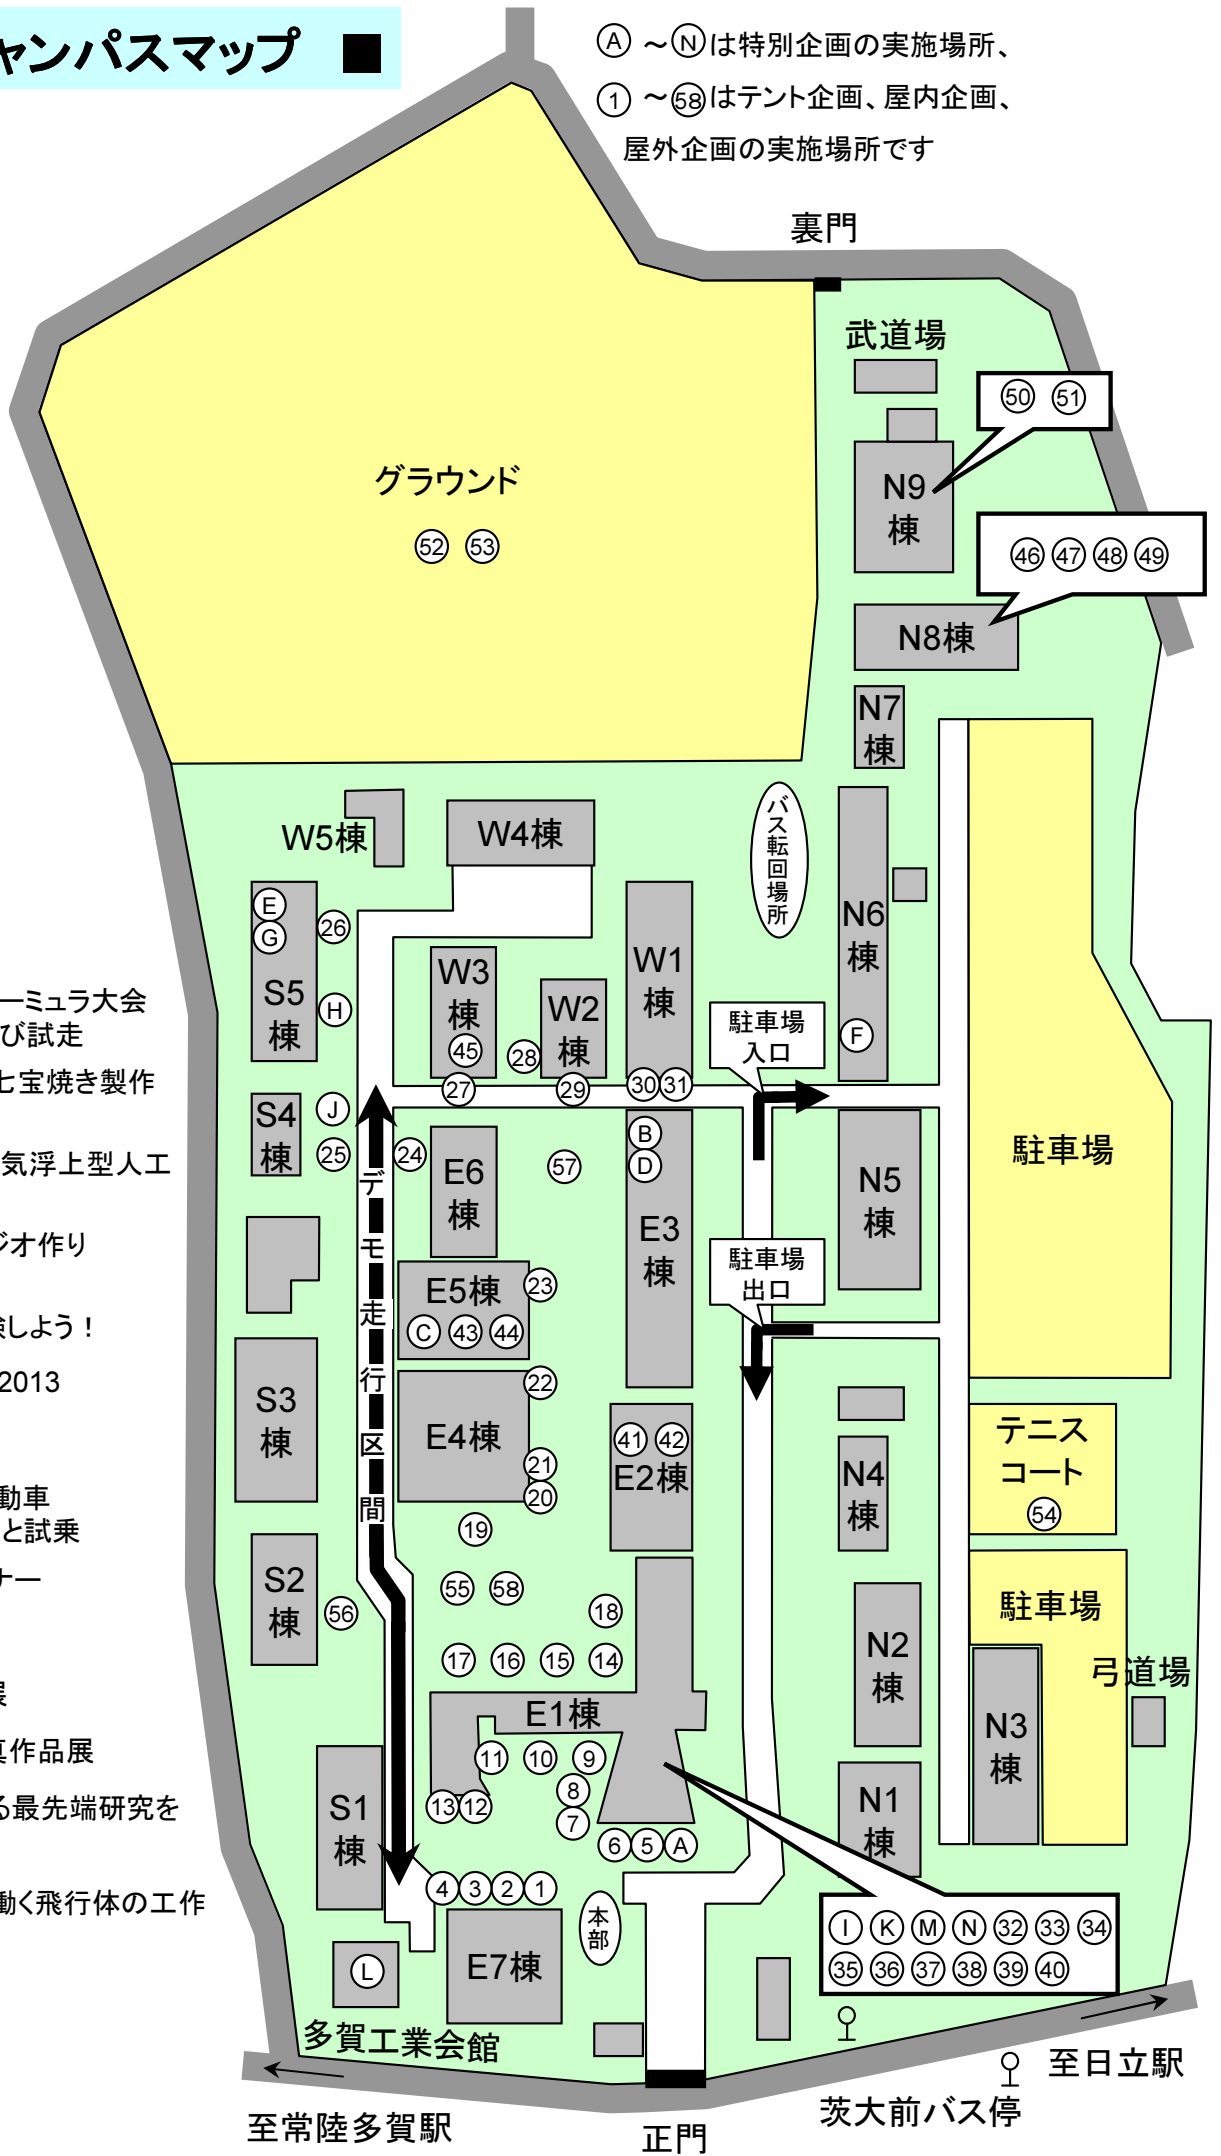 ャンパスマップ ■
Ⓐ ～Ⓝは特別企画の実施場所、
① ～㊽はテント企画、屋内企画、
屋外企画の実施場所です
裏門
武道場
50 51
グラウンド
52 53
N9
棟
46 47 48 49
N8棟
N7
棟
バス転回場所
W5棟
W4棟
E
G
26
S5
棟
H
W3
棟
45
W2
棟
28
W1
棟
N6
棟
F
駐車場
入口
27
29
30 31
ーミュラ大会
び試走
七宝焼き製作
気浮上型人工
ジオ作り
険しよう！
2013
動車
と試乗
ナー
展
真作品展
る最先端研究を
働く飛行体の工作
S4
棟
J
25
24
デモ走行区間
E6
棟
57
B
D
E3
棟
N5
棟
駐車場
駐車場
出口
E5棟
23
C 43 44
S3
棟
22
E4棟
21
20
41 42
E2棟
N4
棟
テニス
コート
54
19
S2
棟
56
55 58
18
17 16 15 14
N2
棟
駐車場
弓道場
E1棟
11 10 9
8
7
13 12
6 5 A
S1
棟
N1
棟
N3
棟
4 3 2 1
本部
I K M N 32 33 34
35 36 37 38 39 40
L
E7棟
多賀工業会館
至常陸多賀駅
正門
茨大前バス停
至日立駅